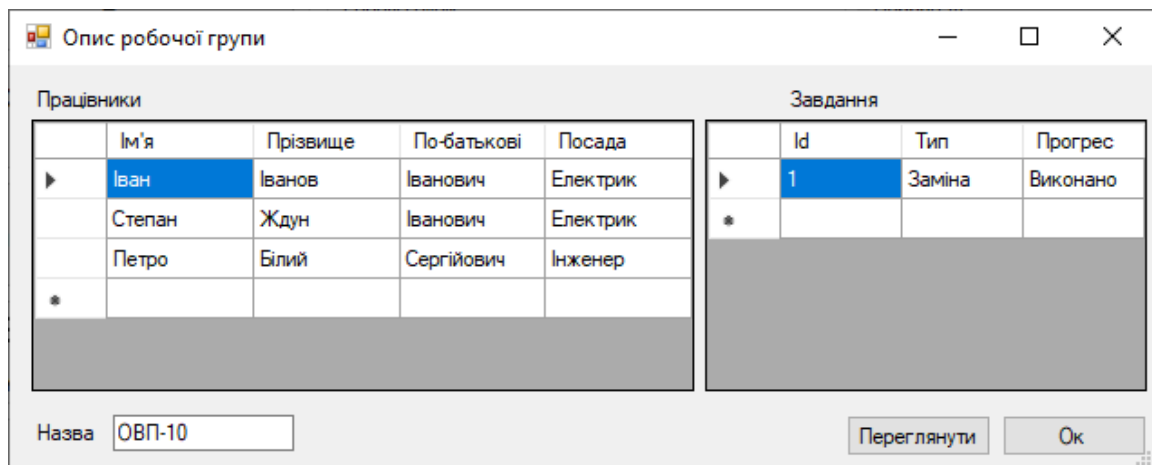 Опис робочої групи
Працівники Завдання
Ім'я Прізвище По-батькові Посада Id Тип Прогрес
Іван Іванов Іванович Електрик 1 Заміна Виконано
Степан Ждун Іванович Електрик
Петро Білий Сергійович Інженер
Назва ОВП-10 Переглянути Ок